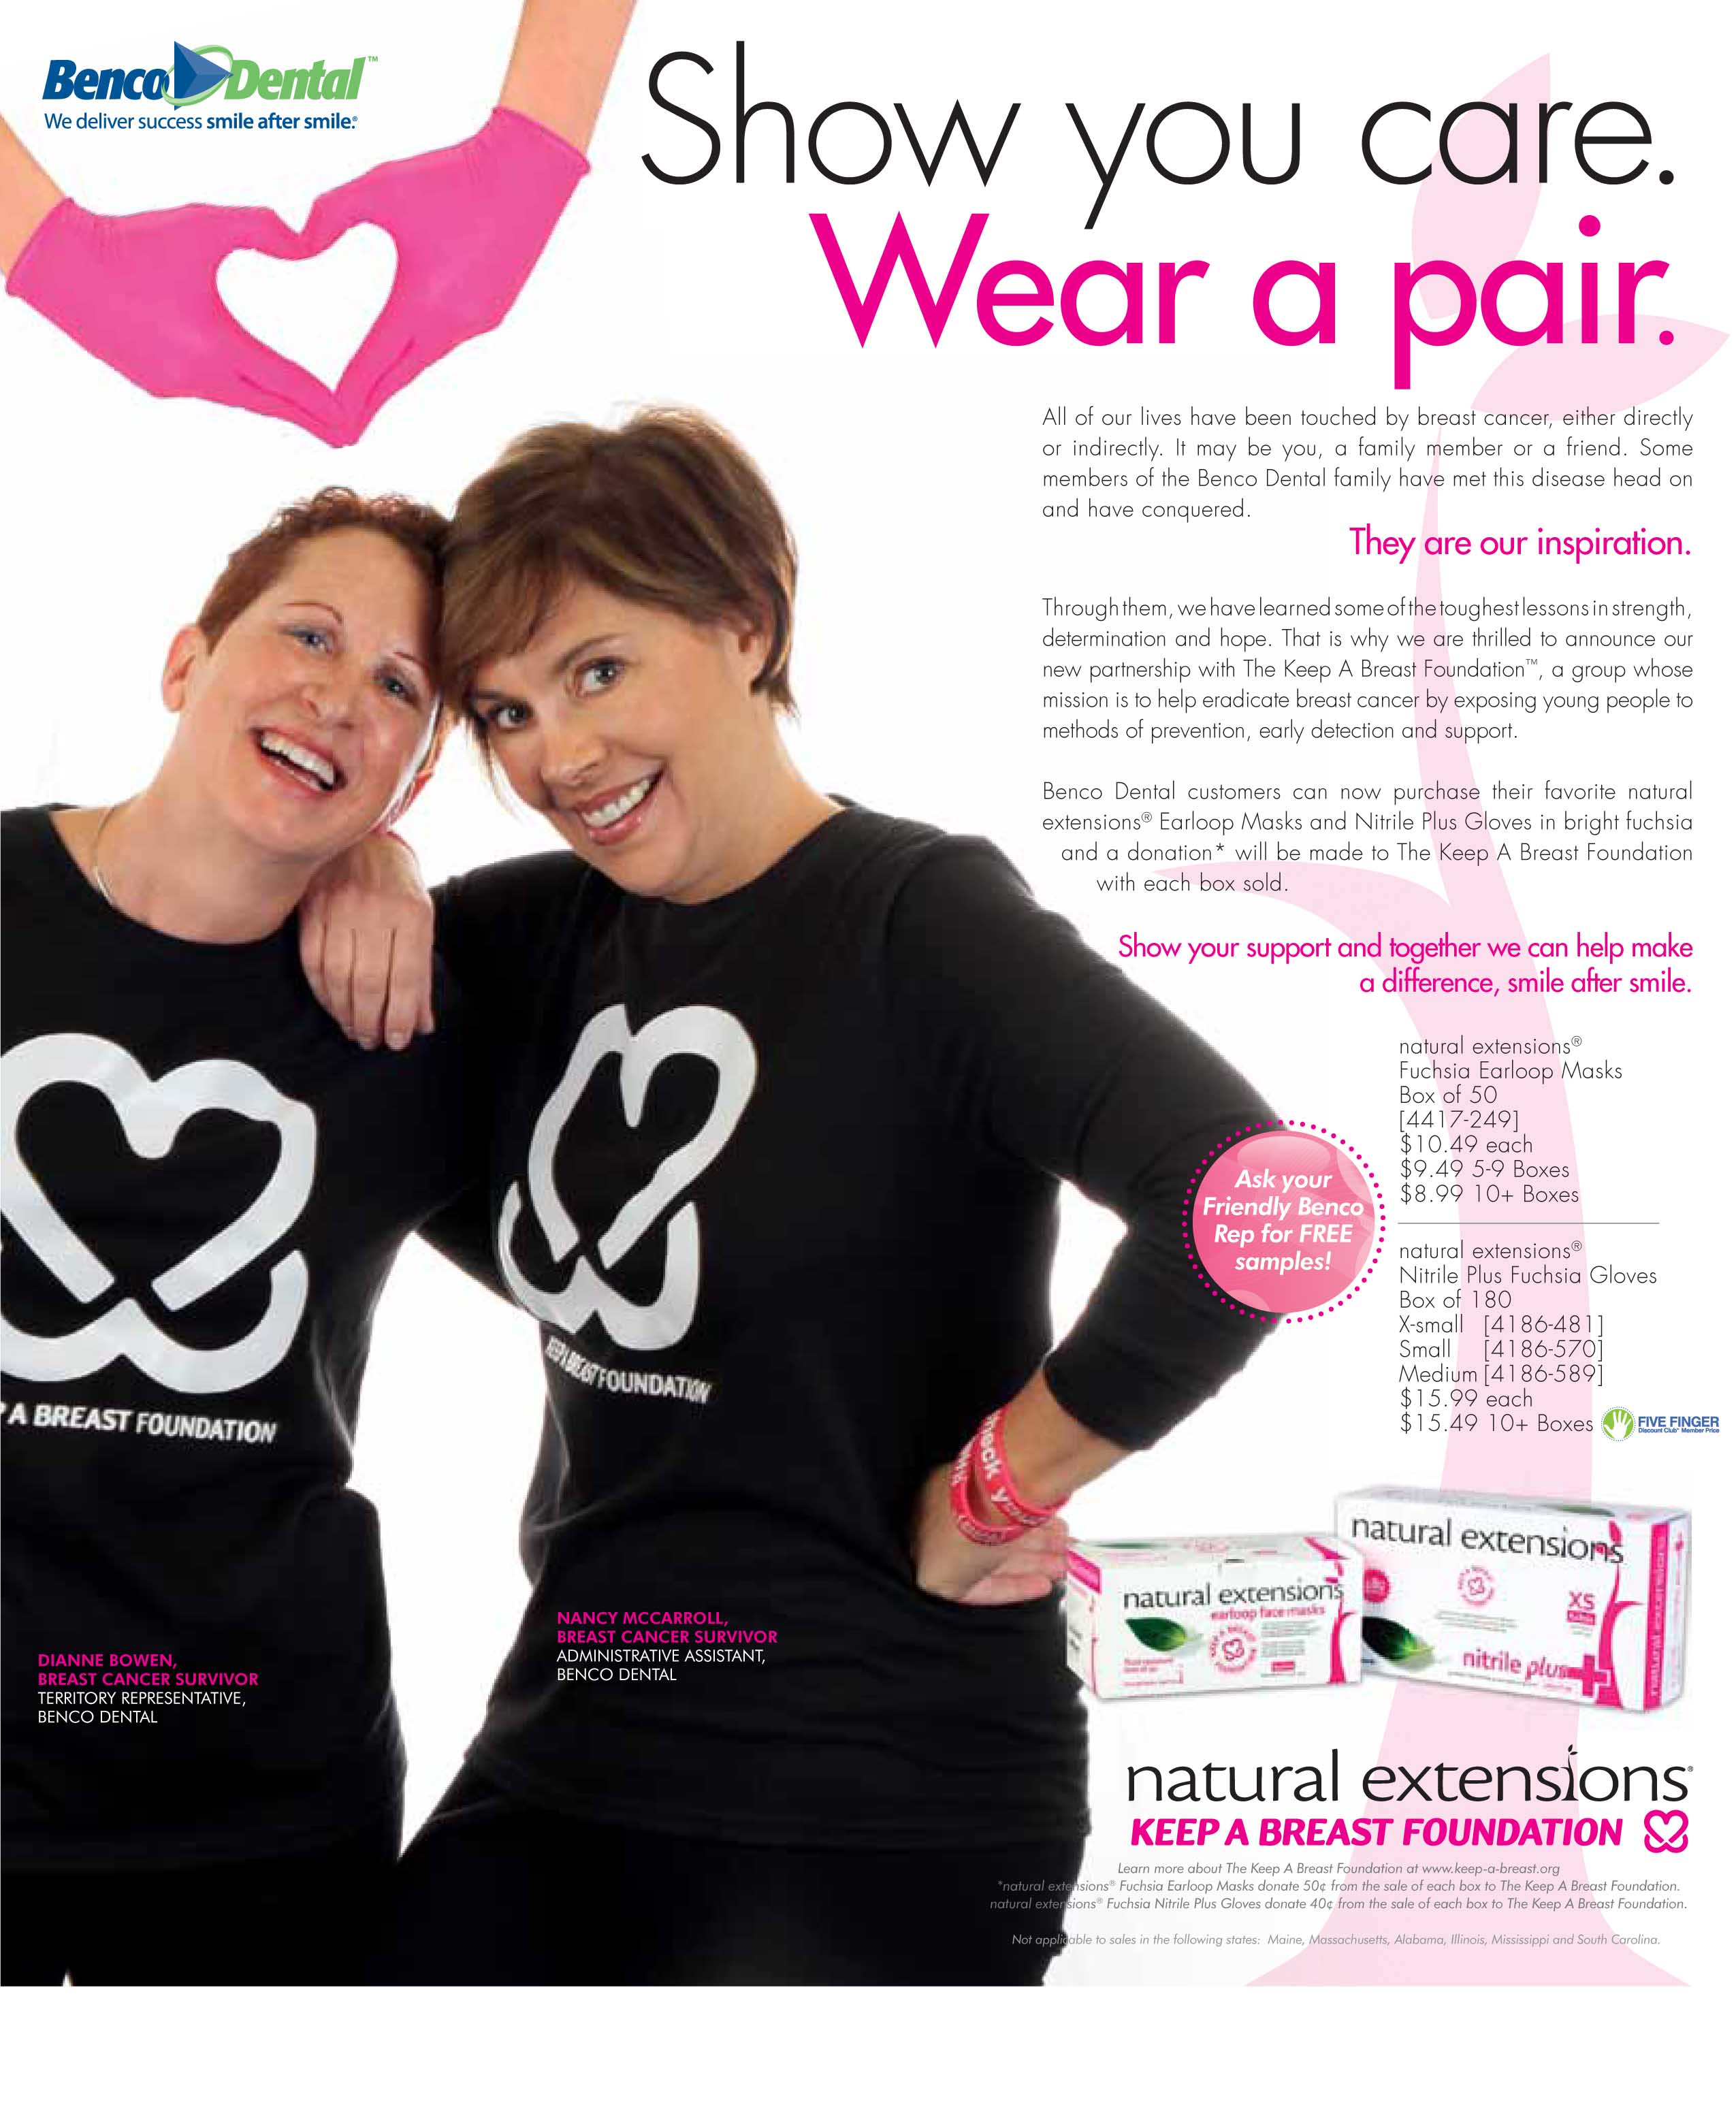 Benco Dental™
We deliver success smile after smile.®
Show you care.
Wear a pair.
All of our lives have been touched by breast cancer, either directly
or indirectly. It may be you, a family member or a friend. Some
members of the Benco Dental family have met this disease head on
and have conquered.
They are our inspiration.
Through them, we have learned some of the toughest lessons in strength,
determination and hope. That is why we are thrilled to announce our
new partnership with The Keep A Breast Foundation™, a group whose
mission is to help eradicate breast cancer by exposing young people to
methods of prevention, early detection and support.
Benco Dental customers can now purchase their favorite natural
extensions® Earloop Masks and Nitrile Plus Gloves in bright fuchsia
and a donation* will be made to The Keep A Breast Foundation
with each box sold.
Show your support and together we can help make
a difference, smile after smile.
natural extensions®
Fuchsia Earloop Masks
Box of 50
[4417-249]
$10.49 each
$9.49 5-9 Boxes
$8.99 10+ Boxes
Ask your
Friendly Benco
Rep for FREE
samples!
natural extensions®
Nitrile Plus Fuchsia Gloves
Box of 180
X-small [4186-481]
Small [4186-570]
Medium [4186-589]
$15.99 each
$15.49 10+ Boxes
FIVE FINGER
Discount Club® Member Price
A BREAST FOUNDATION
KEEP A BREAST FOUNDATION
check y
natural extensions
earloop face masks
natural extensions
XS
nitrile plus
NANCY MCCARROLL,
BREAST CANCER SURVIVOR
ADMINISTRATIVE ASSISTANT,
BENCO DENTAL
DIANNE BOWEN,
BREAST CANCER SURVIVOR
TERRITORY REPRESENTATIVE,
BENCO DENTAL
natural extensions®
KEEP A BREAST FOUNDATION
Learn more about The Keep A Breast Foundation at www.keep-a-breast.org
*natural extensions® Fuchsia Earloop Masks donate 50¢ from the sale of each box to The Keep A Breast Foundation.
natural extensions® Fuchsia Nitrile Plus Gloves donate 40¢ from the sale of each box to The Keep A Breast Foundation.
Not applicable to sales in the following states: Maine, Massachusetts, Alabama, Illinois, Mississippi and South Carolina.